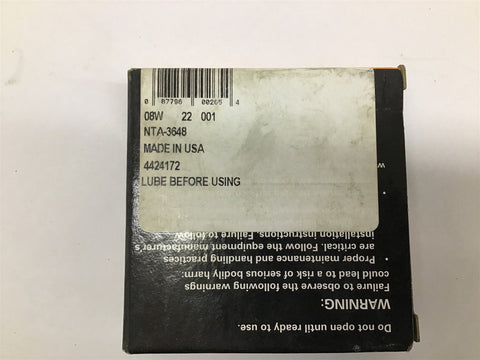 0 87796 00265 4
08W 22 001
NTA-3648
MADE IN USA
4424172
LUBE BEFORE USING
Do not open until ready to use.
WARNING:
Failure to observe the following warnings
could lead to a risk of serious bodily harm:
• Proper maintenance and handling practices
are critical. Follow the equipment manufacturer's
installation instructions. Failure to follow